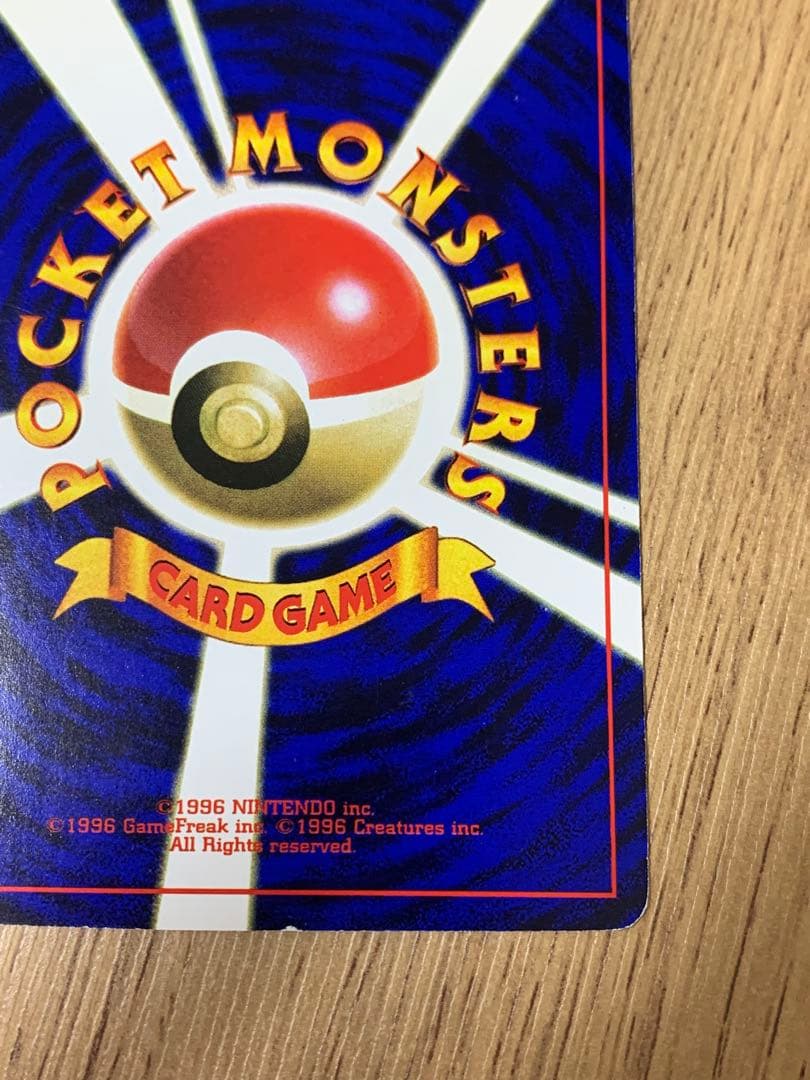 POCKET MONSTERS
CARD GAME
©1996 NINTENDO inc.
©1996 GameFreak inc. ©1996 Creatures inc.
All Rights reserved.